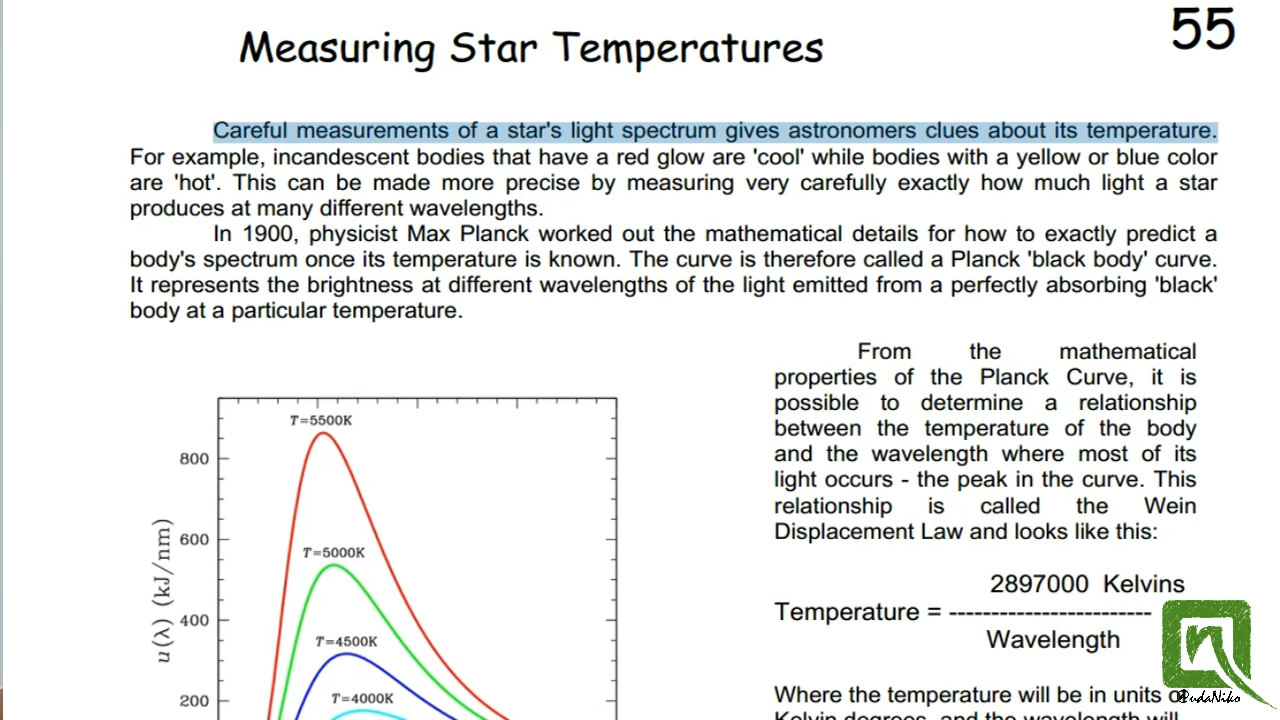 55
Measuring Star Temperatures
Careful measurements of a star's light spectrum gives astronomers clues about its temperature.
For example, incandescent bodies that have a red glow are 'cool' while bodies with a yellow or blue color
are 'hot'. This can be made more precise by measuring very carefully exactly how much light a star
produces at many different wavelengths.
In 1900, physicist Max Planck worked out the mathematical details for how to exactly predict a
body's spectrum once its temperature is known. The curve is therefore called a Planck 'black body' curve.
It represents the brightness at different wavelengths of the light emitted from a perfectly absorbing 'black'
body at a particular temperature.
T=5500K
800
T=5000K
600
u(λ) (kJ/nm)
400
T=4500K
T=4000K
200
From the mathematical
properties of the Planck Curve, it is
possible to determine a relationship
between the temperature of the body
and the wavelength where most of its
light occurs - the peak in the curve. This
relationship is called the Wein
Displacement Law and looks like this:
2897000 Kelvins
Temperature = ------------------------
Wavelength
Where the temperature will be in units of
Kelvin degrees, and the wavelength will
@udaNiko